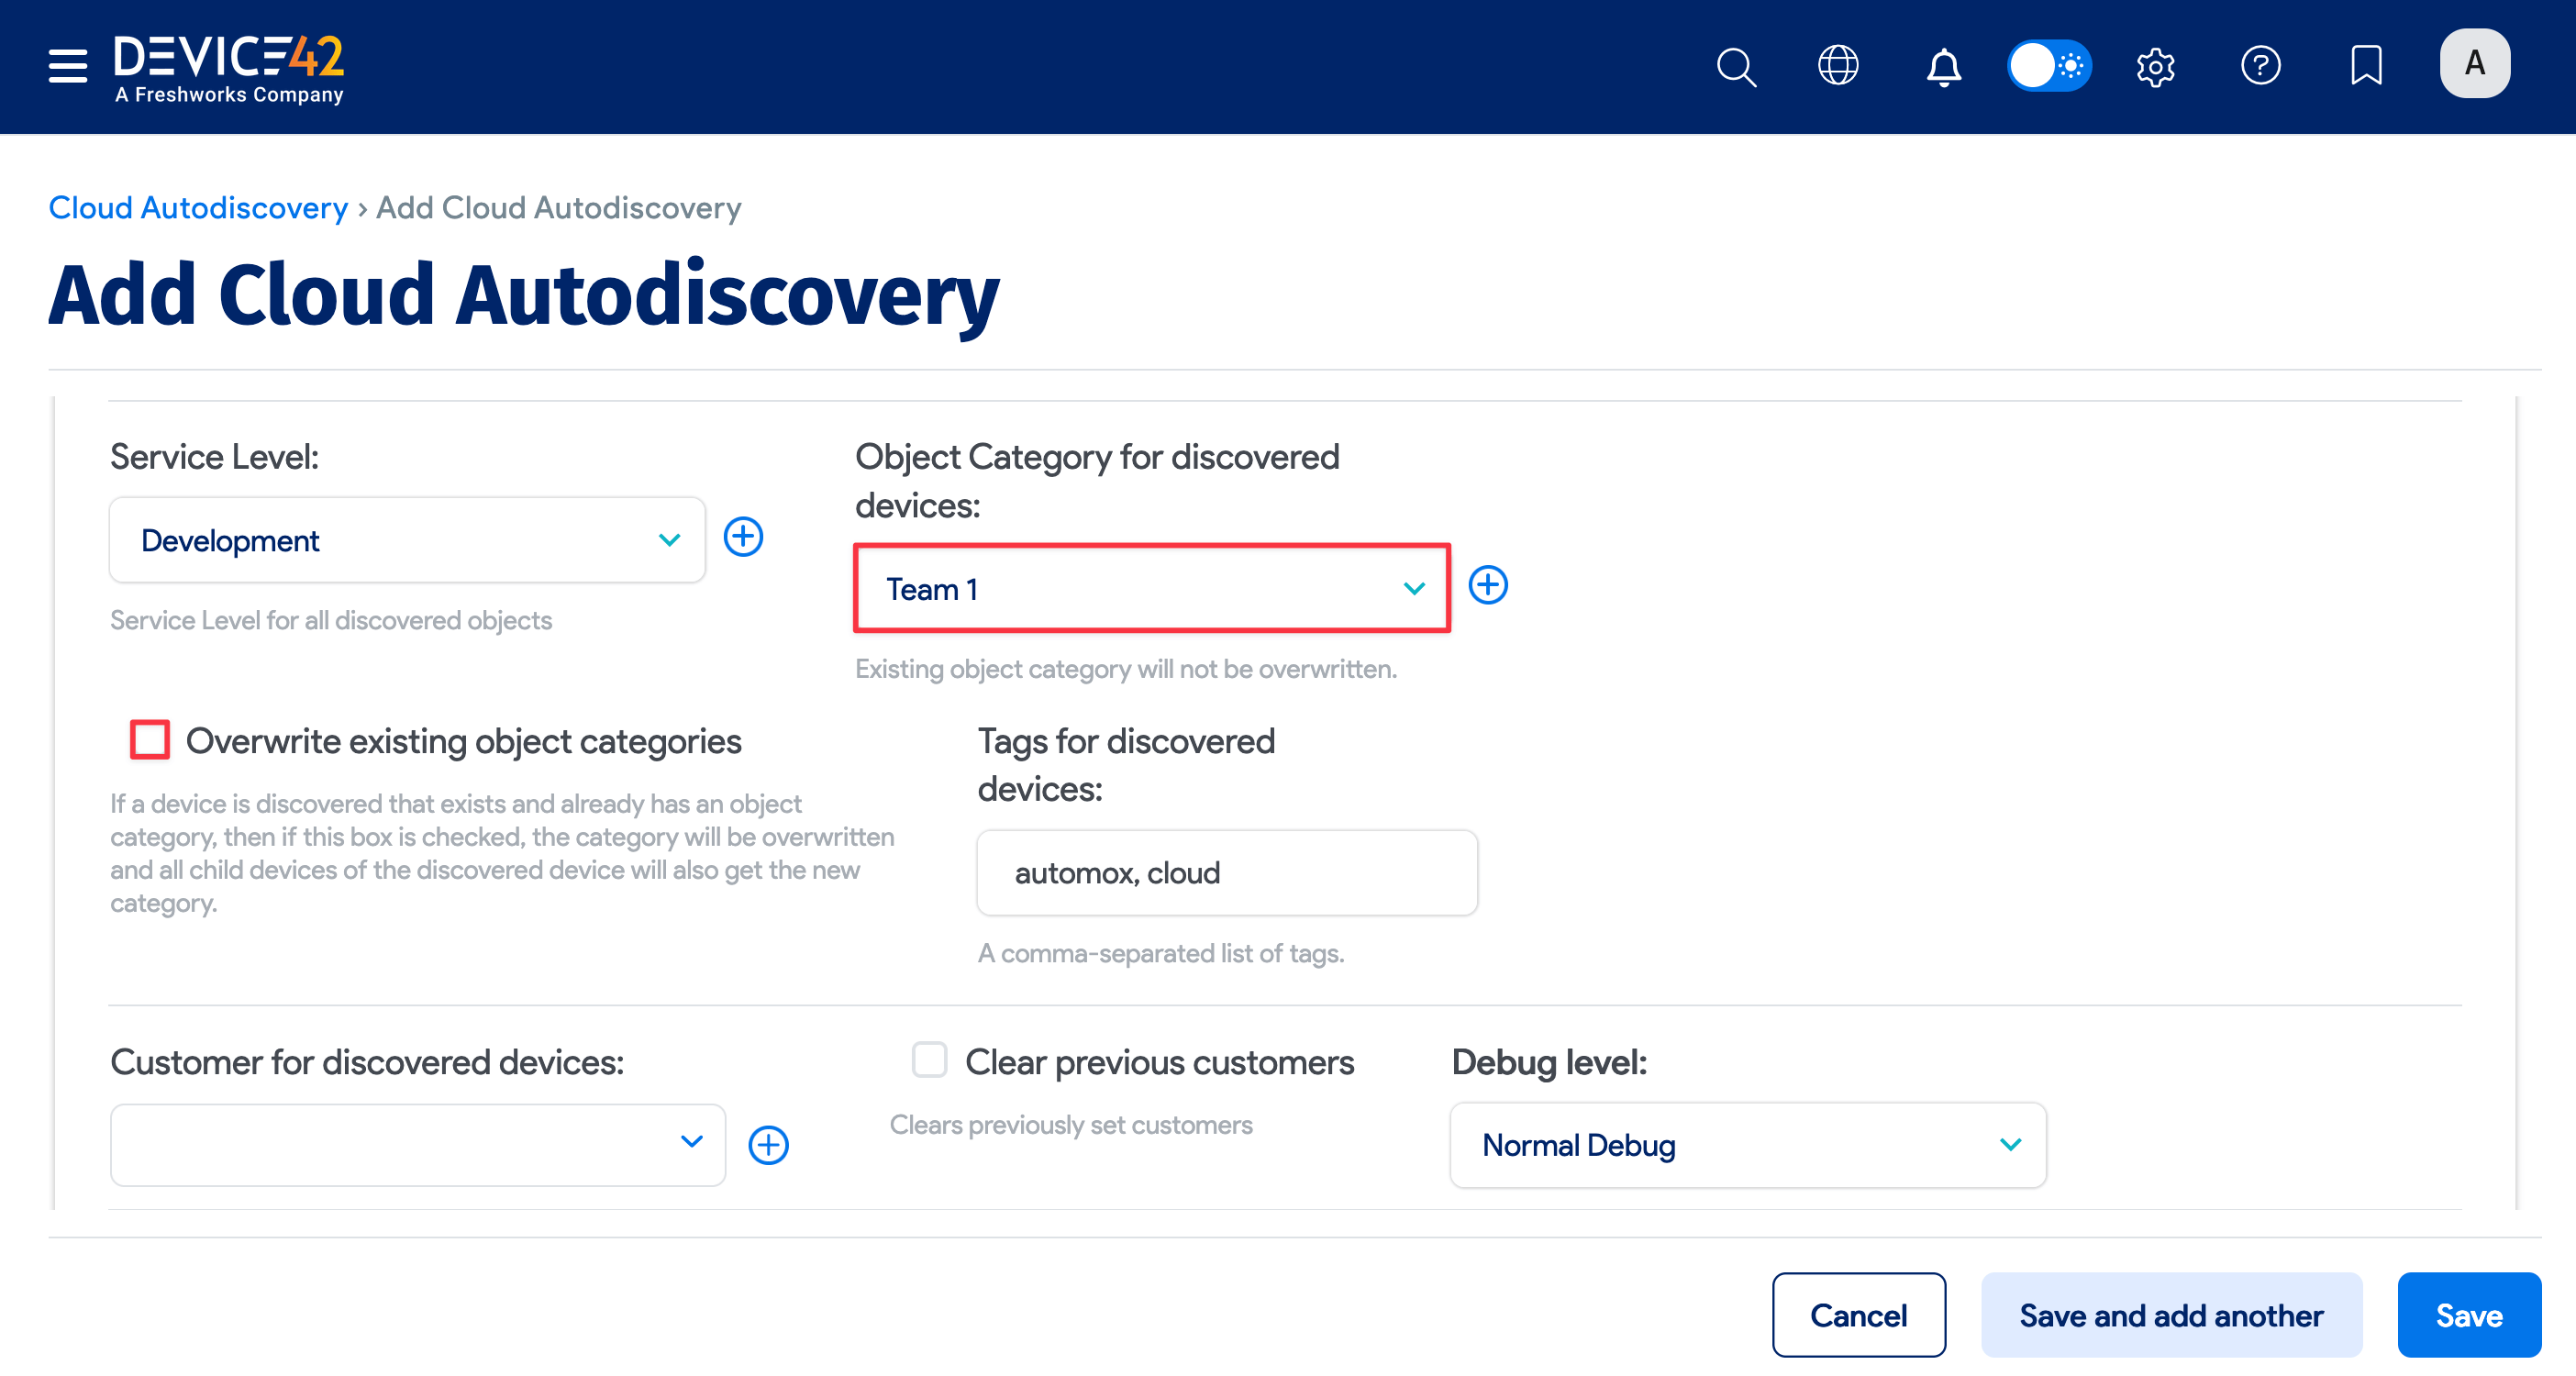 DEVICE42
A Freshworks Company
A
Cloud Autodiscovery › Add Cloud Autodiscovery
Add Cloud Autodiscovery
Service Level:
Development
Service Level for all discovered objects
Object Category for discovered
devices:
Team 1
Existing object category will not be overwritten.
Overwrite existing object categories
If a device is discovered that exists and already has an object
category, then if this box is checked, the category will be overwritten
and all child devices of the discovered device will also get the new
category.
Tags for discovered
devices:
automox, cloud
A comma-separated list of tags.
Customer for discovered devices:
Clear previous customers
Clears previously set customers
Debug level:
Normal Debug
Cancel
Save and add another
Save